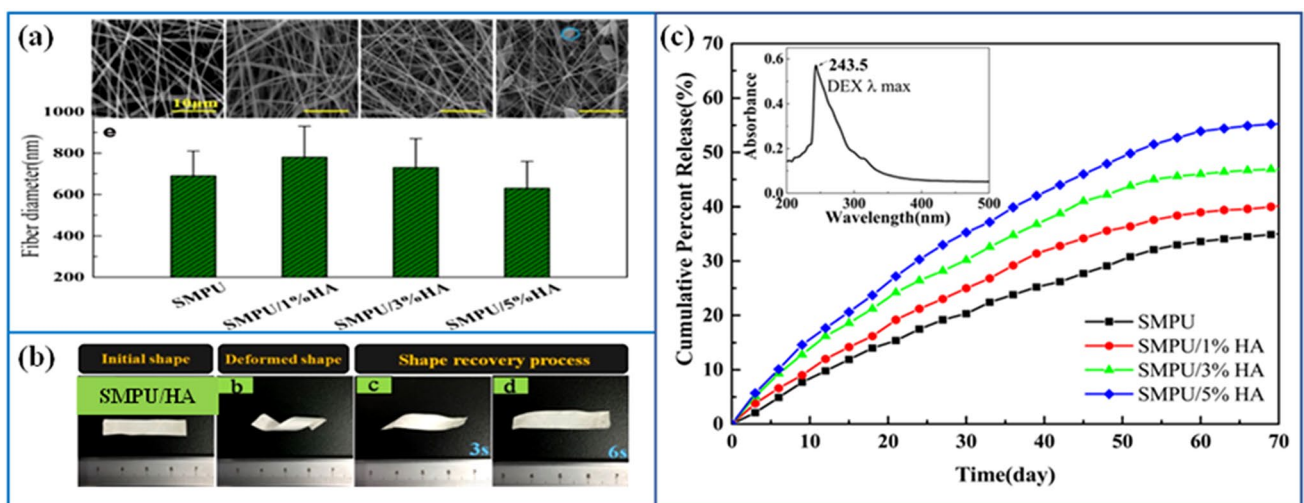 (a)
10μm
e
Fiber diameter(nm)
1000
800
600
400
200
SMPU
SMPU/1%HA
SMPU/3%HA
SMPU/5%HA
(b)
Initial shape
Deformed shape
Shape recovery process
SMPU/HA
b
c
d
3s
6s
(c)
Cumulative Percent Release(%)
70
60
50
40
30
20
10
0
0 10 20 30 40 50 60 70
Time(day)
243.5
DEX λ max
Absorbance
0.6
0.4
0.2
0.0
200 300 400 500
Wavelength(nm)
SMPU
SMPU/1% HA
SMPU/3% HA
SMPU/5% HA